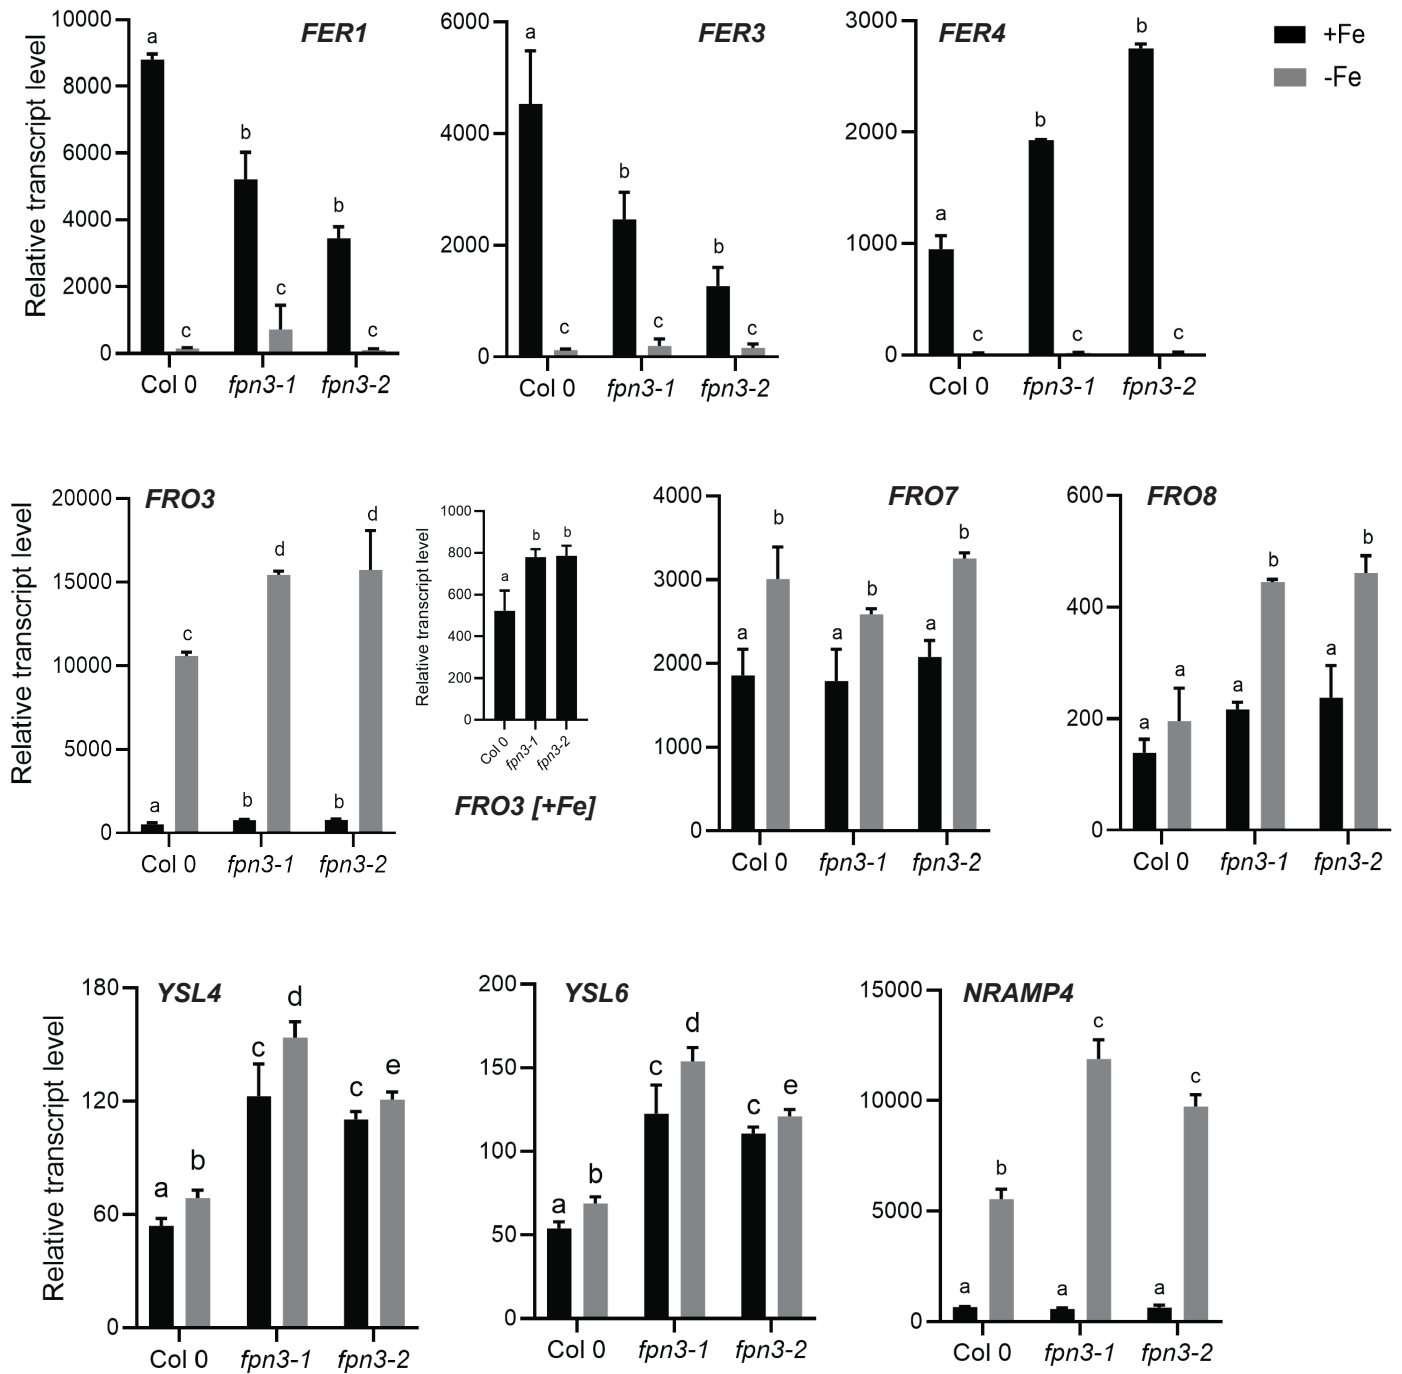 FER1
Relative transcript level
10000
8000
6000
4000
2000
0
a
c
b
c
b
c
Col 0
fpn3-1
fpn3-2
FER3
6000
4000
2000
0
a
c
b
c
b
c
Col 0
fpn3-1
fpn3-2
FER4
3000
2000
1000
0
a
c
b
c
b
c
Col 0
fpn3-1
fpn3-2
+Fe
-Fe
FRO3
Relative transcript level
20000
15000
10000
5000
0
a
c
b
d
b
d
Col 0
fpn3-1
fpn3-2
Relative transcript level
1000
800
600
400
200
0
a
b
b
Col 0
fpn3-1
fpn3-2
FRO3 [+Fe]
FRO7
4000
3000
2000
1000
0
a
b
a
b
a
b
Col 0
fpn3-1
fpn3-2
FRO8
600
400
200
0
a
a
a
b
a
b
Col 0
fpn3-1
fpn3-2
YSL4
Relative transcript level
180
120
60
0
a
b
c
d
c
e
Col 0
fpn3-1
fpn3-2
YSL6
200
150
100
50
0
a
b
c
d
c
e
Col 0
fpn3-1
fpn3-2
NRAMP4
15000
10000
5000
0
a
b
a
c
a
c
Col 0
fpn3-1
fpn3-2